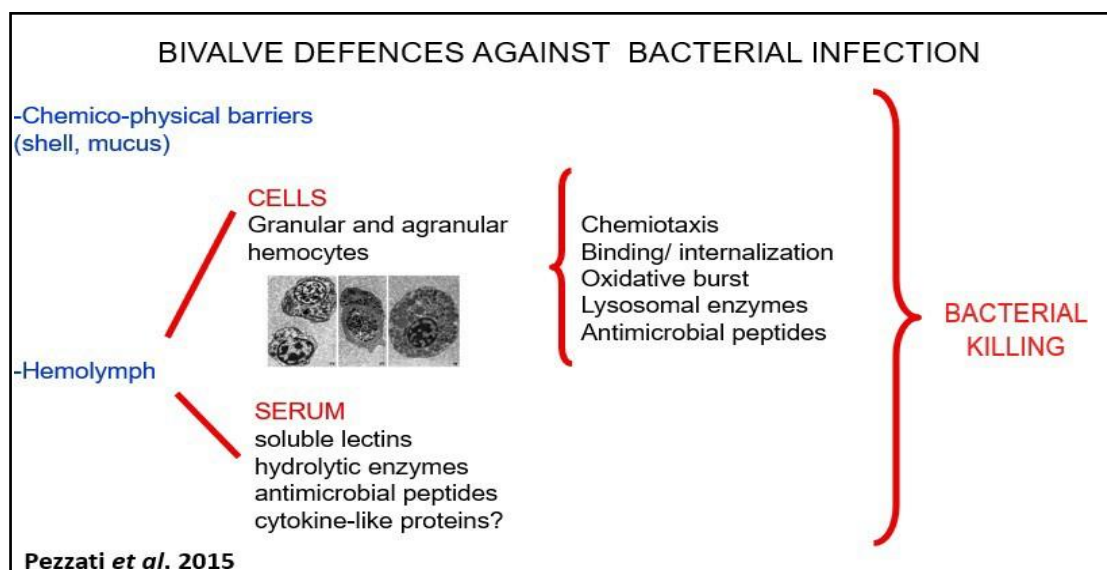 BIVALVE DEFENCES AGAINST BACTERIAL INFECTION
-Chemico-physical barriers
(shell, mucus)
CELLS
Granular and agranular
hemocytes
Chemiotaxis
Binding/ internalization
Oxidative burst
Lysosomal enzymes
Antimicrobial peptides
BACTERIAL
KILLING
-Hemolymph
SERUM
soluble lectins
hydrolytic enzymes
antimicrobial peptides
cytokine-like proteins?
Pezzati et al. 2015